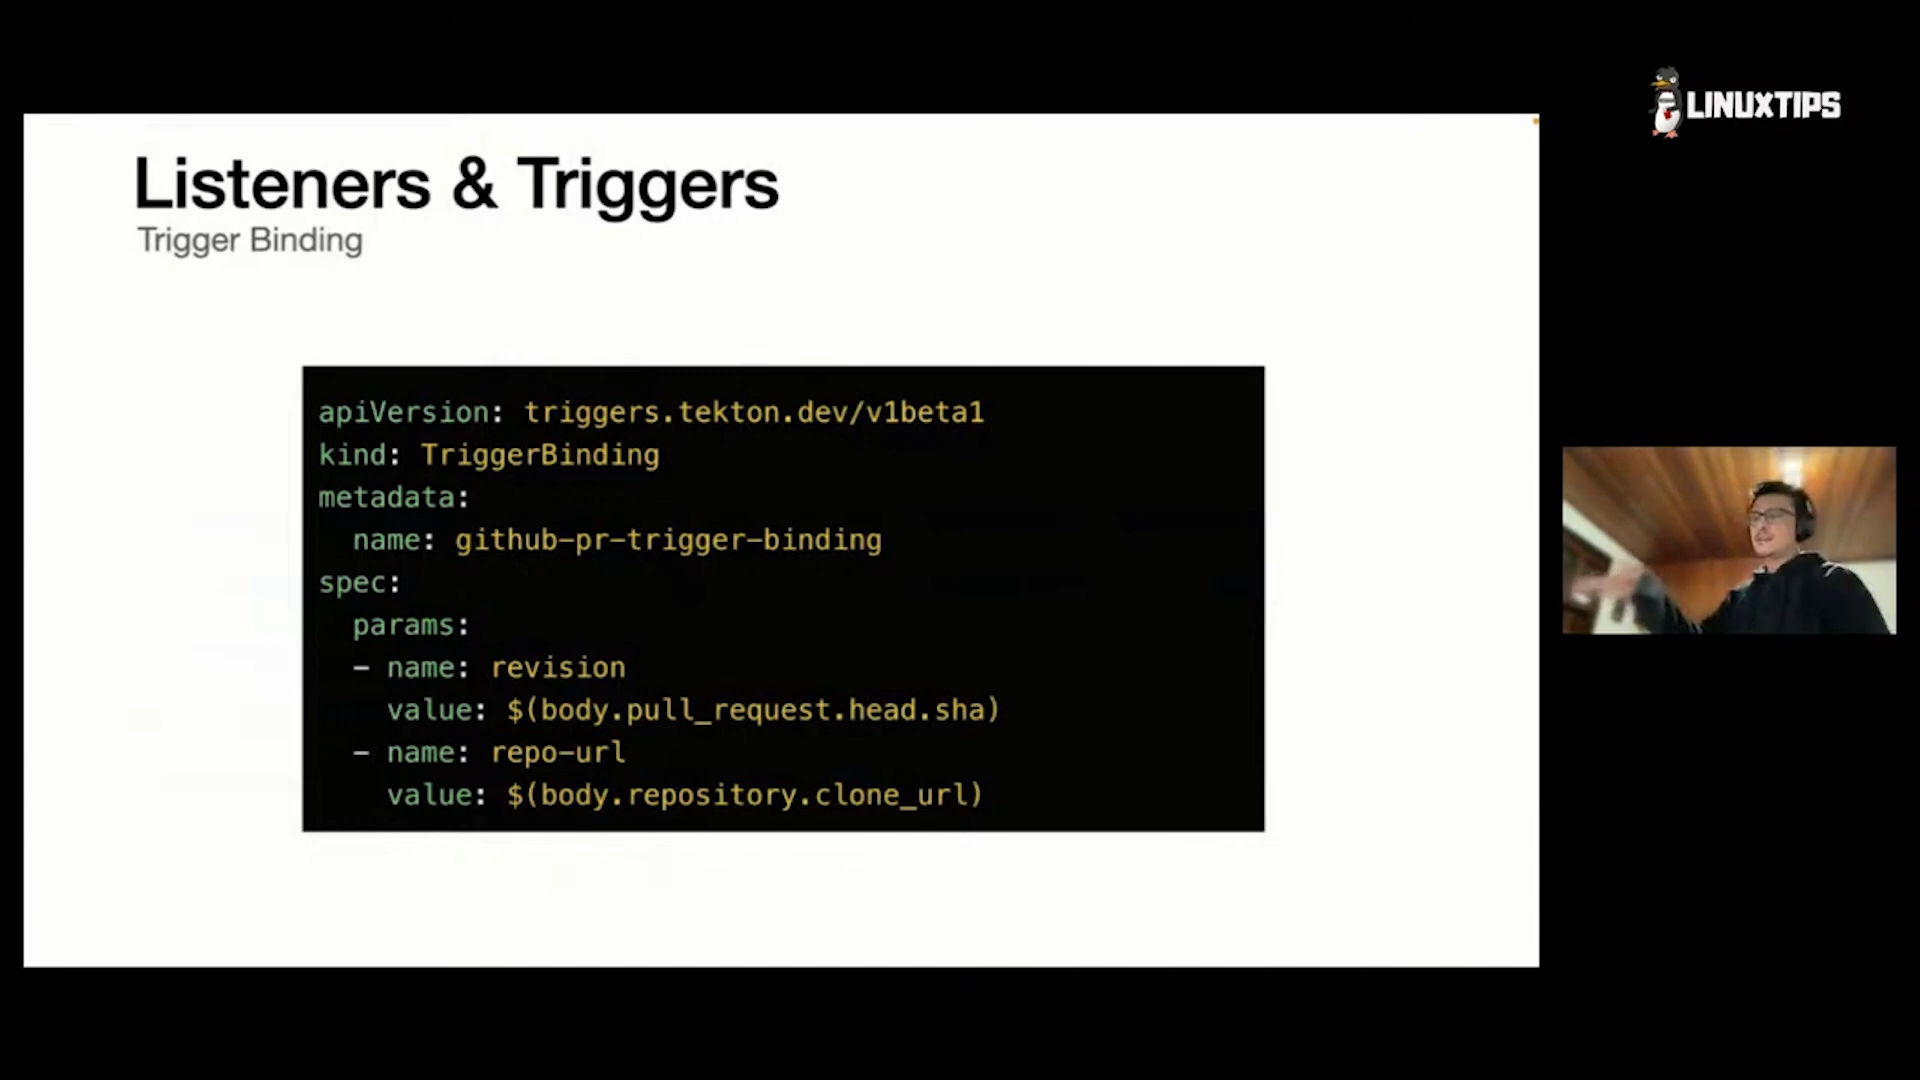 LINUXTIPS
Listeners & Triggers
Trigger Binding
apiVersion: triggers.tekton.dev/v1beta1
kind: TriggerBinding
metadata:
  name: github-pr-trigger-binding
spec:
  params:
  - name: revision
    value: $(body.pull_request.head.sha)
  - name: repo-url
    value: $(body.repository.clone_url)